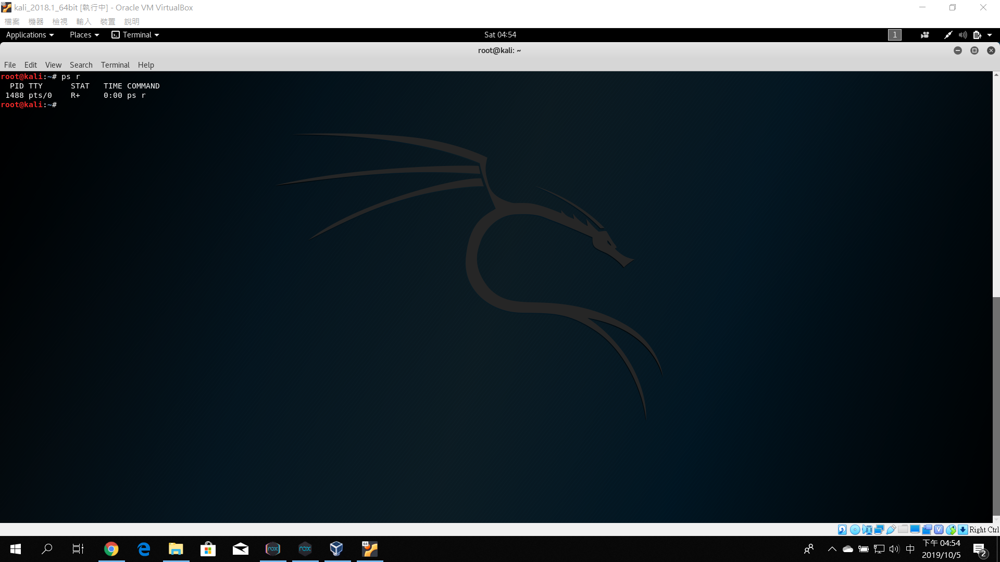 kali_2018.1_64bit [執行中] - Oracle VM VirtualBox
檔案 機器 檢視 輸入 裝置 說明
Applications Places Terminal Sat 04:54 1
root@kali: ~
File Edit View Search Terminal Help
root@kali:~# ps r
  PID TTY      STAT   TIME COMMAND
 1488 pts/0    R+     0:00 ps r
root@kali:~#
Right Ctrl
中 下午 04:54
2019/10/5 2